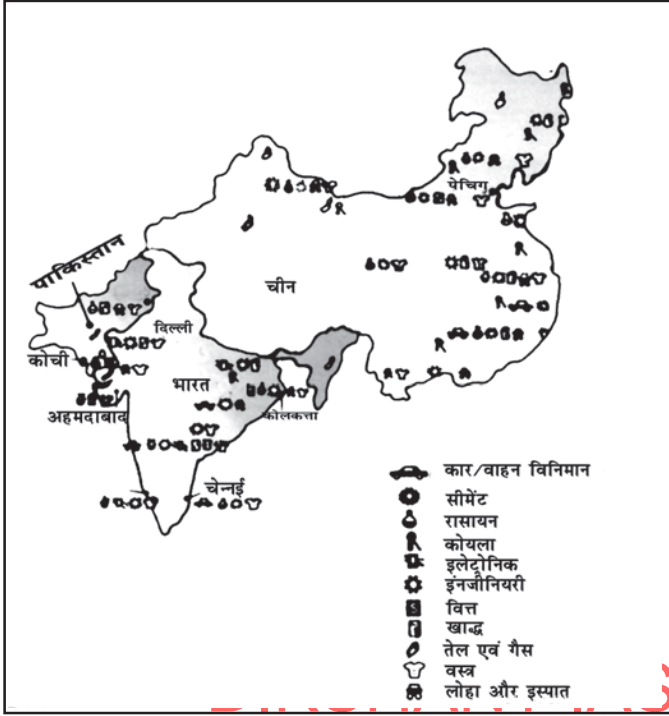 पेचिगु
पाकिस्तान
चीन
दिल्ली
कोची
भारत
अहमदाबाद
कोलकत्ता
चेन्नई
कार/वाहन विनिमान
सीमेंट
रासायन
कोयला
इलेट्रोनिक
इंनजीनियरी
वित्त
खाद्ध
तेल एवं गैस
वस्त्र
लोहा और इस्पात